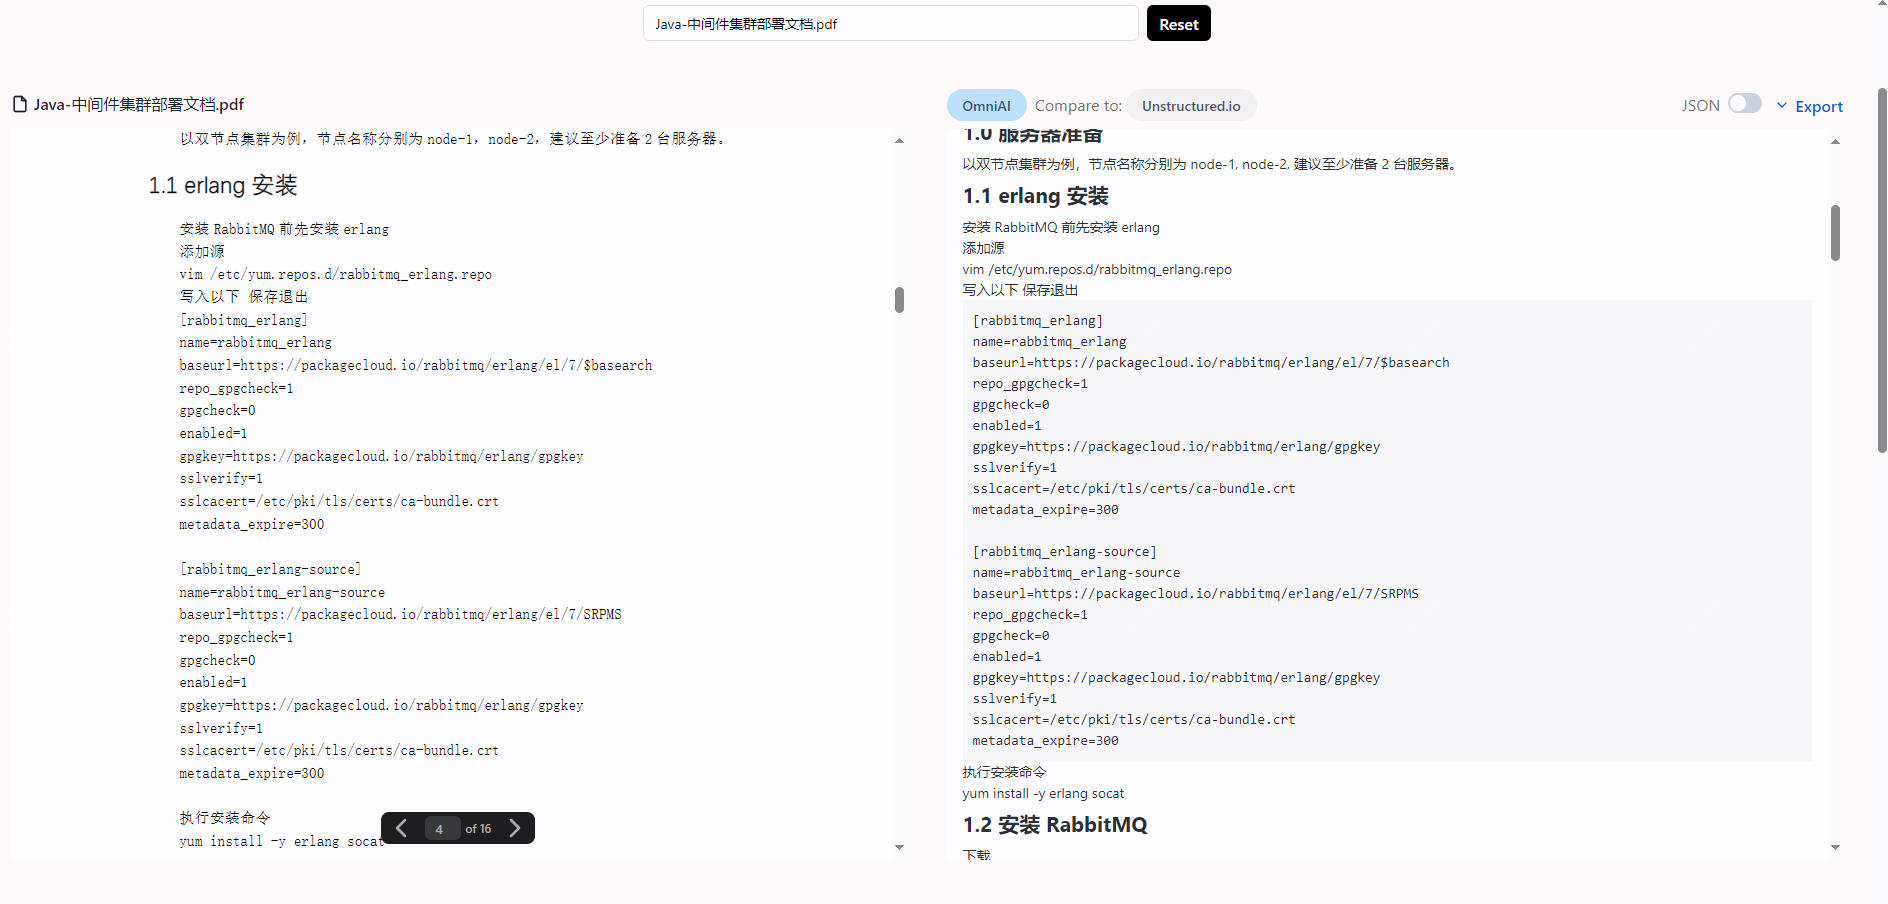 Java-中间件集群部署文档.pdf
Reset
Java-中间件集群部署文档.pdf
以双节点集群为例，节点名称分别为 node-1，node-2，建议至少准备 2 台服务器。
1.1 erlang 安装
安装 RabbitMQ 前先安装 erlang
添加源
vim /etc/yum.repos.d/rabbitmq_erlang.repo
写入以下 保存退出
[rabbitmq_erlang]
name=rabbitmq_erlang
baseurl=https://packagecloud.io/rabbitmq/erlang/el/7/$basearch
repo_gpgcheck=1
gpgcheck=0
enabled=1
gpgkey=https://packagecloud.io/rabbitmq/erlang/gpgkey
sslverify=1
sslcacert=/etc/pki/tls/certs/ca-bundle.crt
metadata_expire=300
[rabbitmq_erlang-source]
name=rabbitmq_erlang-source
baseurl=https://packagecloud.io/rabbitmq/erlang/el/7/SRPMS
repo_gpgcheck=1
gpgcheck=0
enabled=1
gpgkey=https://packagecloud.io/rabbitmq/erlang/gpgkey
sslverify=1
sslcacert=/etc/pki/tls/certs/ca-bundle.crt
metadata_expire=300
执行安装命令
yum install -y erlang socat
4 of 16
OmniAI Compare to: Unstructured.io
JSON Export
1.0 服务器准备
以双节点集群为例，节点名称分别为 node-1, node-2, 建议至少准备 2 台服务器。
1.1 erlang 安装
安装 RabbitMQ 前先安装 erlang
添加源
vim /etc/yum.repos.d/rabbitmq_erlang.repo
写入以下 保存退出
[rabbitmq_erlang]
name=rabbitmq_erlang
baseurl=https://packagecloud.io/rabbitmq/erlang/el/7/$basearch
repo_gpgcheck=1
gpgcheck=0
enabled=1
gpgkey=https://packagecloud.io/rabbitmq/erlang/gpgkey
sslverify=1
sslcacert=/etc/pki/tls/certs/ca-bundle.crt
metadata_expire=300
[rabbitmq_erlang-source]
name=rabbitmq_erlang-source
baseurl=https://packagecloud.io/rabbitmq/erlang/el/7/SRPMS
repo_gpgcheck=1
gpgcheck=0
enabled=1
gpgkey=https://packagecloud.io/rabbitmq/erlang/gpgkey
sslverify=1
sslcacert=/etc/pki/tls/certs/ca-bundle.crt
metadata_expire=300
执行安装命令
yum install -y erlang socat
1.2 安装 RabbitMQ
下载